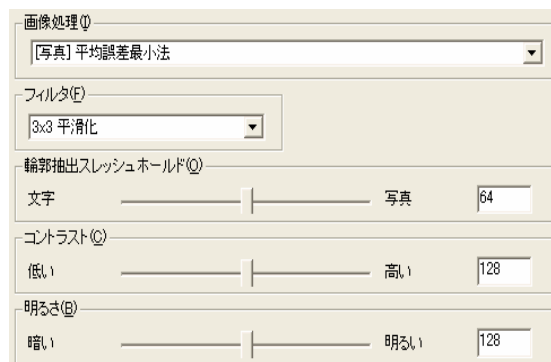 画像処理(I)
[写真] 平均誤差最小法
フィルタ(F)
3x3 平滑化
輪郭抽出スレッシュホールド(O)
文字 写真 64
コントラスト(C)
低い 高い 128
明るさ(B)
暗い 明るい 128